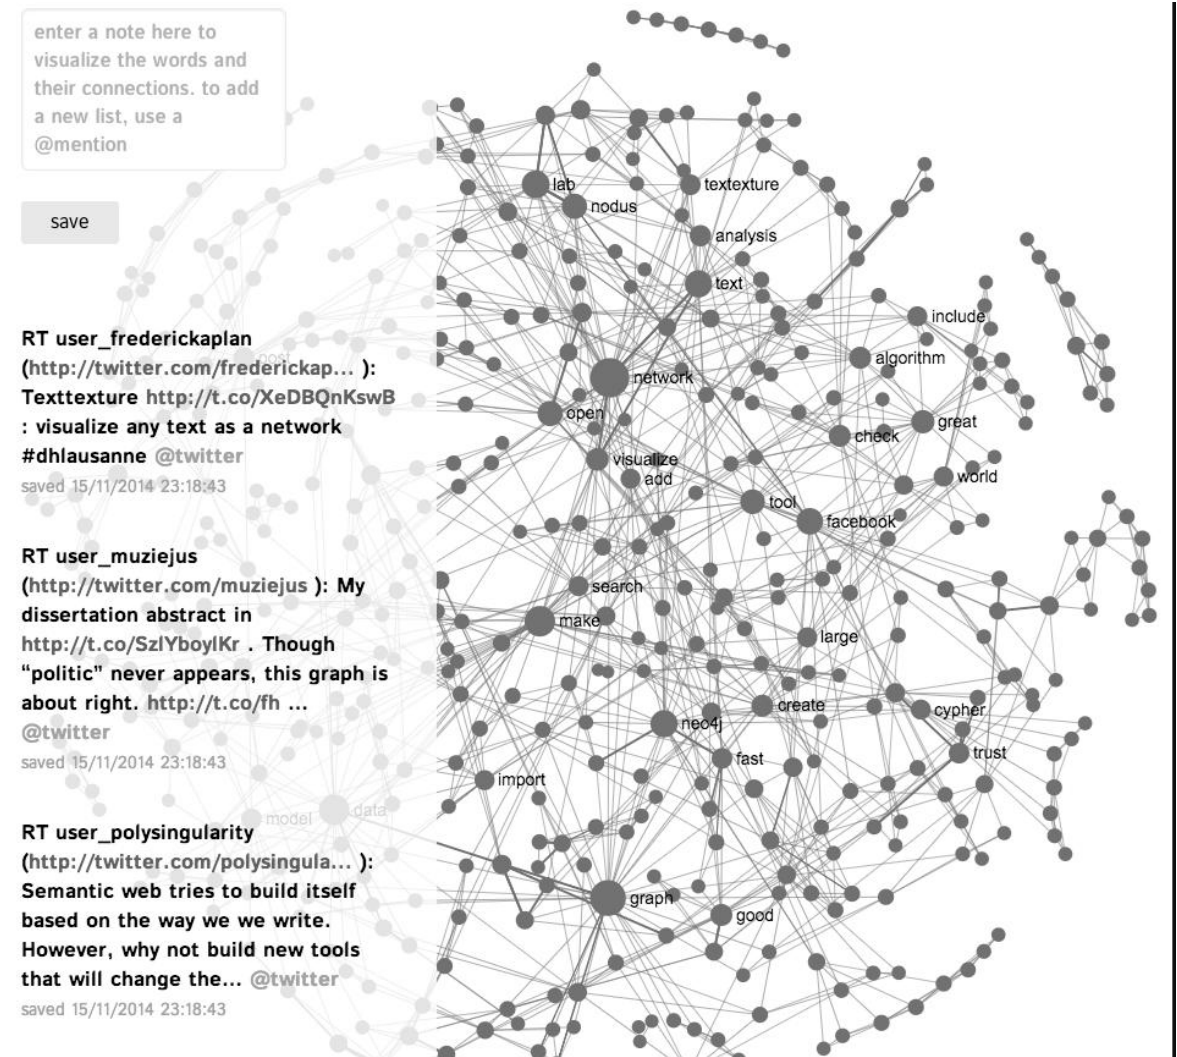 enter a note here to
visualize the words and
their connections. to add
a new list, use a
@mention
save
RT user_frederickaplan
(http://twitter.com/frederickap... ):
Texttexture http://t.co/XeDBQnKswB
: visualize any text as a network
#dhlausanne @twitter
saved 15/11/2014 23:18:43
RT user_muziejus
(http://twitter.com/muziejus ): My
dissertation abstract in
http://t.co/SzlYboylKr . Though
“politic” never appears, this graph is
about right. http://t.co/fh ...
@twitter
saved 15/11/2014 23:18:43
model
data
RT user_polysingularity
(http://twitter.com/polysingula... ):
Semantic web tries to build itself
based on the way we we write.
However, why not build new tools
that will change the... @twitter
saved 15/11/2014 23:18:43
lab
textexture
nodus
analysis
text
include
algorithm
network
open
great
check
visualize
add
world
tool
facebook
search
make
large
create
cypher
neo4j
trust
fast
import
graph
good